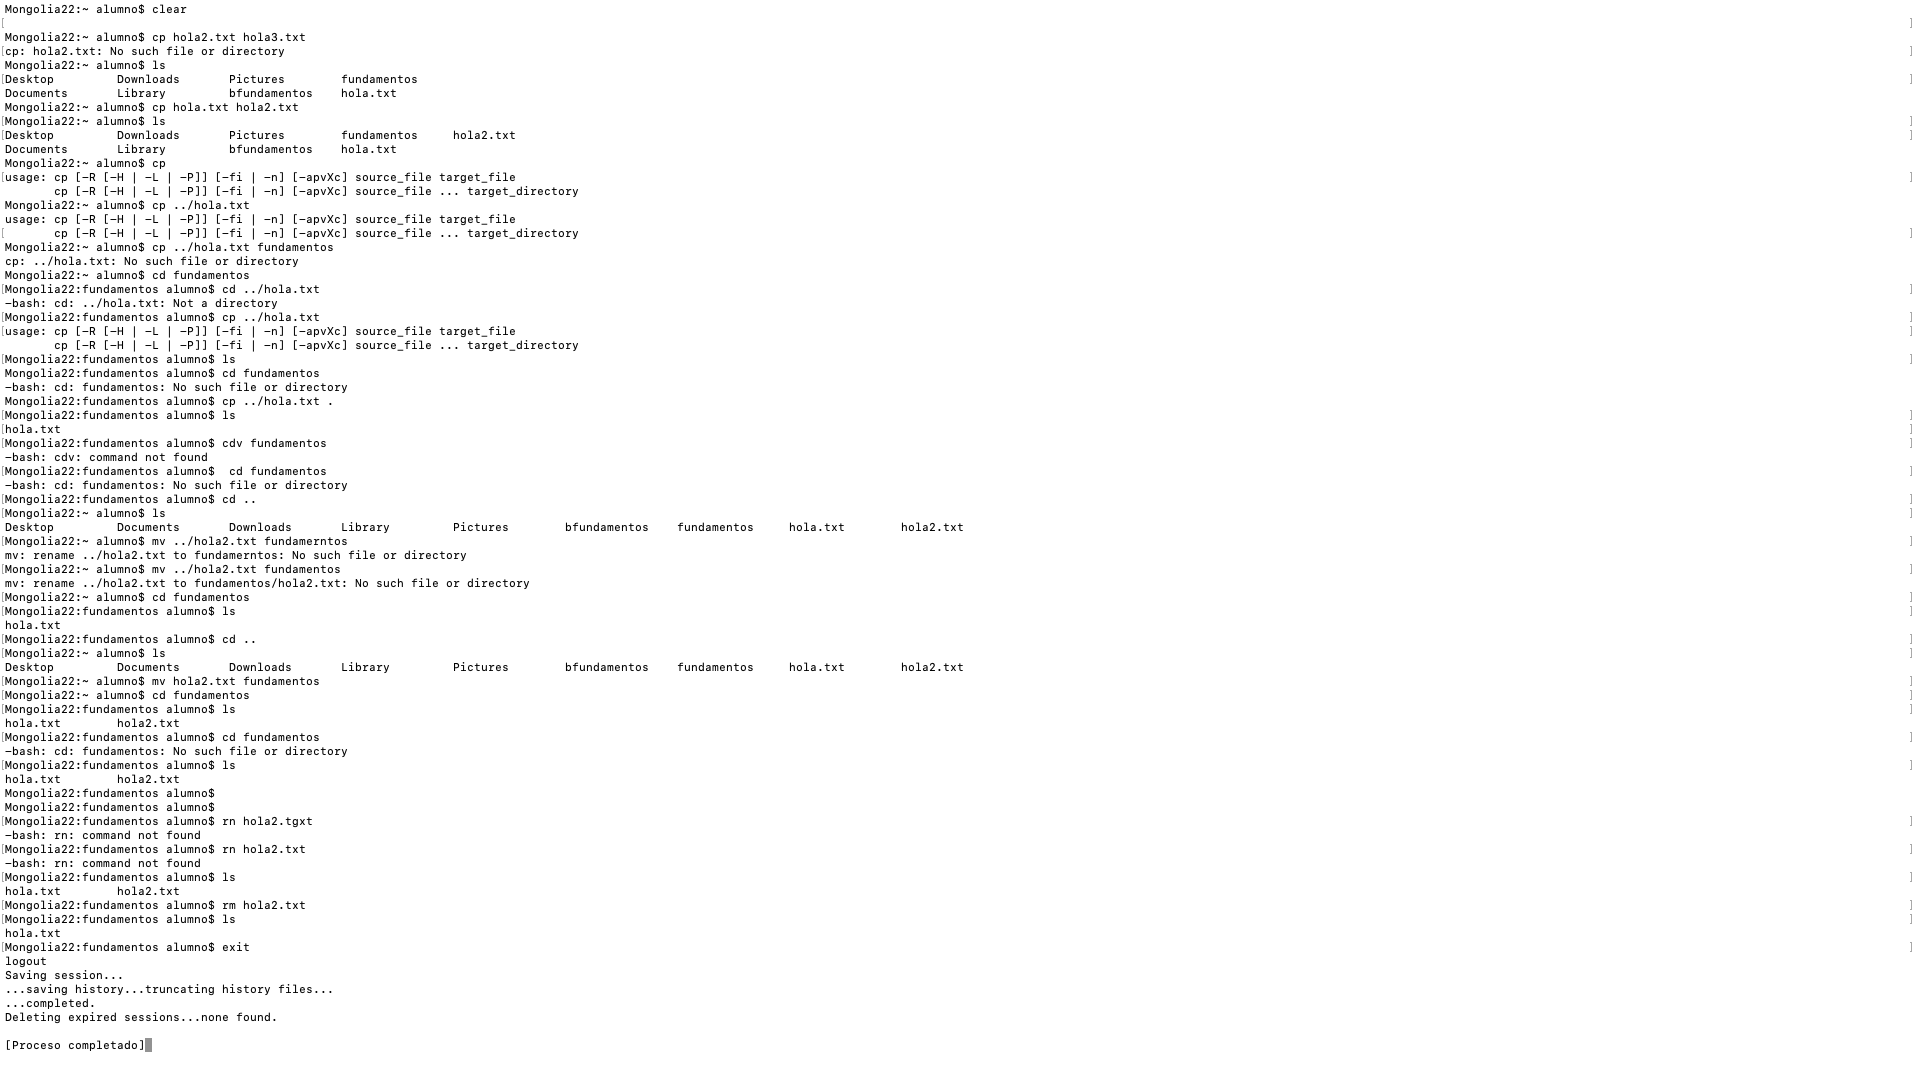 Mongolia22:~ alumno$ clear
[ ]
Mongolia22:~ alumno$ cp hola2.txt hola3.txt
[cp: hola2.txt: No such file or directory ]
Mongolia22:~ alumno$ ls
[Desktop Downloads Pictures fundamentos ]
Documents Library bfundamentos hola.txt
Mongolia22:~ alumno$ cp hola.txt hola2.txt
[Mongolia22:~ alumno$ ls ]
[Desktop Downloads Pictures fundamentos hola2.txt ]
Documents Library bfundamentos hola.txt
Mongolia22:~ alumno$ cp
[usage: cp [-R [-H | -L | -P]] [-fi | -n] [-apvXc] source_file target_file ]
cp [-R [-H | -L | -P]] [-fi | -n] [-apvXc] source_file ... target_directory
Mongolia22:~ alumno$ cp ../hola.txt
usage: cp [-R [-H | -L | -P]] [-fi | -n] [-apvXc] source_file target_file
[ cp [-R [-H | -L | -P]] [-fi | -n] [-apvXc] source_file ... target_directory ]
Mongolia22:~ alumno$ cp ../hola.txt fundamentos
cp: ../hola.txt: No such file or directory
Mongolia22:~ alumno$ cd fundamentos
[Mongolia22:fundamentos alumno$ cd ../hola.txt ]
-bash: cd: ../hola.txt: Not a directory
[Mongolia22:fundamentos alumno$ cp ../hola.txt ]
[usage: cp [-R [-H | -L | -P]] [-fi | -n] [-apvXc] source_file target_file ]
cp [-R [-H | -L | -P]] [-fi | -n] [-apvXc] source_file ... target_directory
[Mongolia22:fundamentos alumno$ ls ]
Mongolia22:fundamentos alumno$ cd fundamentos
-bash: cd: fundamentos: No such file or directory
Mongolia22:fundamentos alumno$ cp ../hola.txt .
[Mongolia22:fundamentos alumno$ ls ]
[hola.txt ]
[Mongolia22:fundamentos alumno$ cdv fundamentos ]
-bash: cdv: command not found
[Mongolia22:fundamentos alumno$  cd fundamentos ]
-bash: cd: fundamentos: No such file or directory
[Mongolia22:fundamentos alumno$ cd .. ]
[Mongolia22:~ alumno$ ls ]
Desktop Documents Downloads Library Pictures bfundamentos fundamentos hola.txt hola2.txt
[Mongolia22:~ alumno$ mv ../hola2.txt fundamerntos ]
mv: rename ../hola2.txt to fundamerntos: No such file or directory
[Mongolia22:~ alumno$ mv ../hola2.txt fundamentos ]
mv: rename ../hola2.txt to fundamentos/hola2.txt: No such file or directory
[Mongolia22:~ alumno$ cd fundamentos ]
[Mongolia22:fundamentos alumno$ ls ]
hola.txt
[Mongolia22:fundamentos alumno$ cd .. ]
[Mongolia22:~ alumno$ ls ]
Desktop Documents Downloads Library Pictures bfundamentos fundamentos hola.txt hola2.txt
[Mongolia22:~ alumno$ mv hola2.txt fundamentos ]
[Mongolia22:~ alumno$ cd fundamentos ]
[Mongolia22:fundamentos alumno$ ls ]
hola.txt hola2.txt
[Mongolia22:fundamentos alumno$ cd fundamentos ]
-bash: cd: fundamentos: No such file or directory
[Mongolia22:fundamentos alumno$ ls ]
hola.txt hola2.txt
Mongolia22:fundamentos alumno$
Mongolia22:fundamentos alumno$
[Mongolia22:fundamentos alumno$ rn hola2.tgxt ]
-bash: rn: command not found
[Mongolia22:fundamentos alumno$ rn hola2.txt ]
-bash: rn: command not found
[Mongolia22:fundamentos alumno$ ls ]
hola.txt hola2.txt
[Mongolia22:fundamentos alumno$ rm hola2.txt ]
[Mongolia22:fundamentos alumno$ ls ]
hola.txt
[Mongolia22:fundamentos alumno$ exit ]
logout
Saving session...
...saving history...truncating history files...
...completed.
Deleting expired sessions...none found.
[Proceso completado]